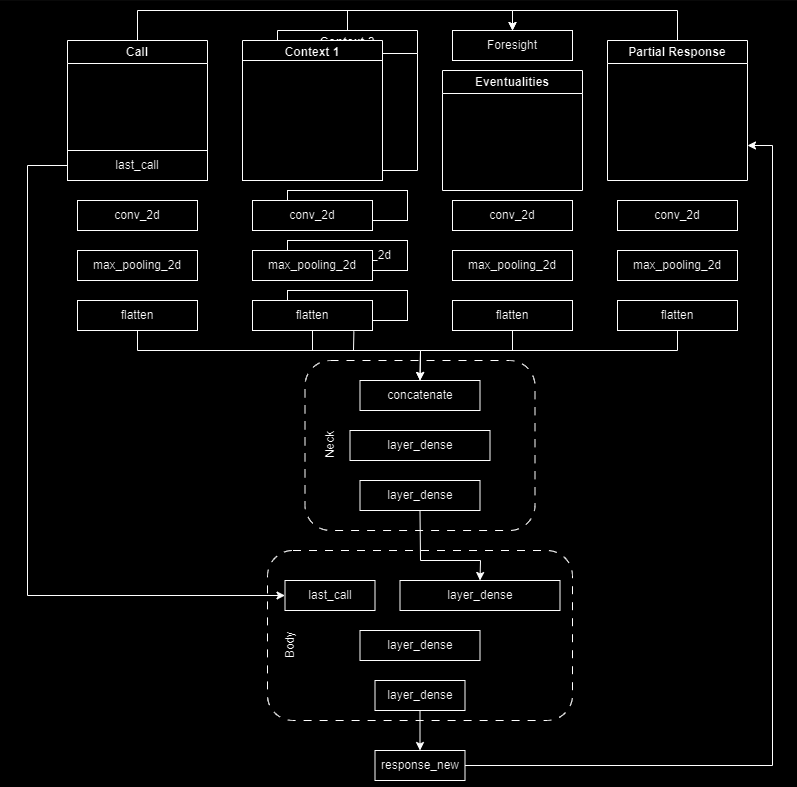 Call
Context 2
Context 1
Foresight
Eventualities
Partial Response
last_call
conv_2d
conv_2d
conv_2d
conv_2d
max_pooling_2d
max_pooling_2d
_2d
max_pooling_2d
max_pooling_2d
flatten
flatten
flatten
flatten
concatenate
Neck
layer_dense
layer_dense
last_call
layer_dense
Body
layer_dense
layer_dense
response_new